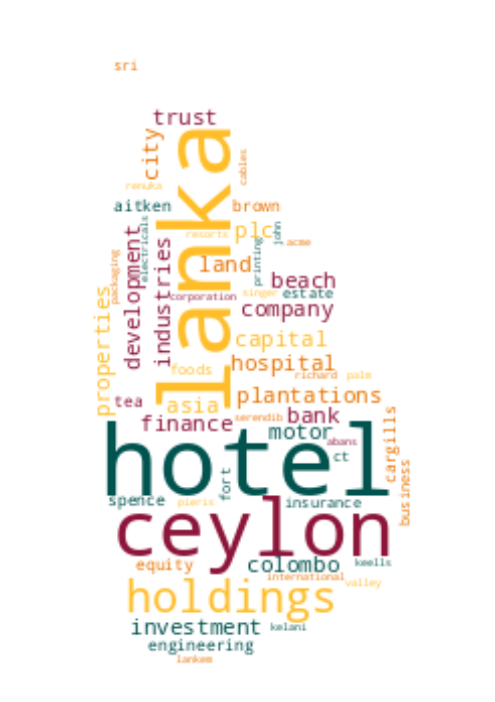 sri
trust
city
lanka
cables
renuka
aitken
brown
electricals
resorts
plc
john
acme
development
industries
printing
packaging
land
beach
corporation
singer
estate
properties
company
capital
hospital
foods
richard
palm
plantations
tea
asia
serendib
bank
finance
motor
abans
cargills
hotel
ct
fort
business
spence
pieris
insurance
ceylon
equity
colombo
keells
international
valley
holdings
investment
kelani
engineering
lankem